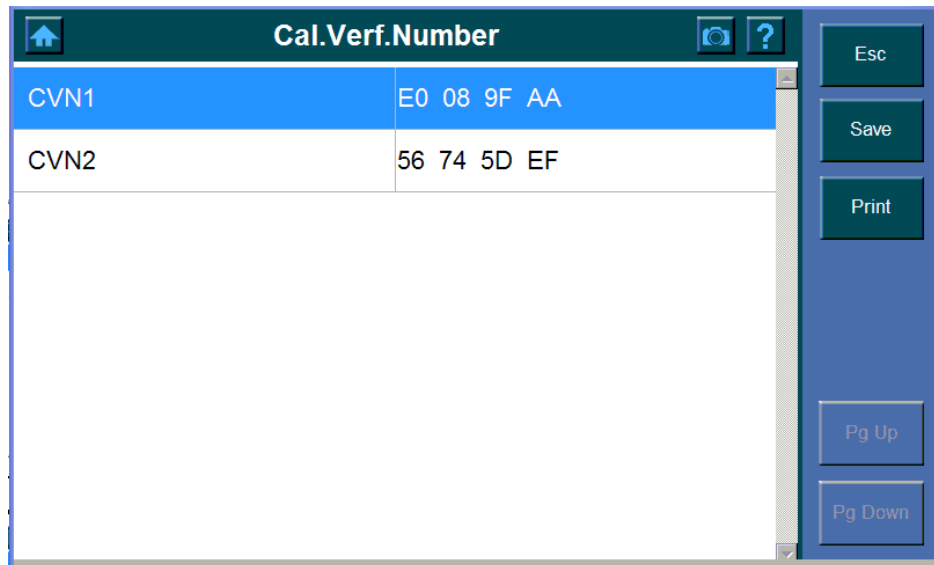 Cal.Verf.Number
?
CVN1 E0 08 9F AA
CVN2 56 74 5D EF
Esc
Save
Print
Pg Up
Pg Down